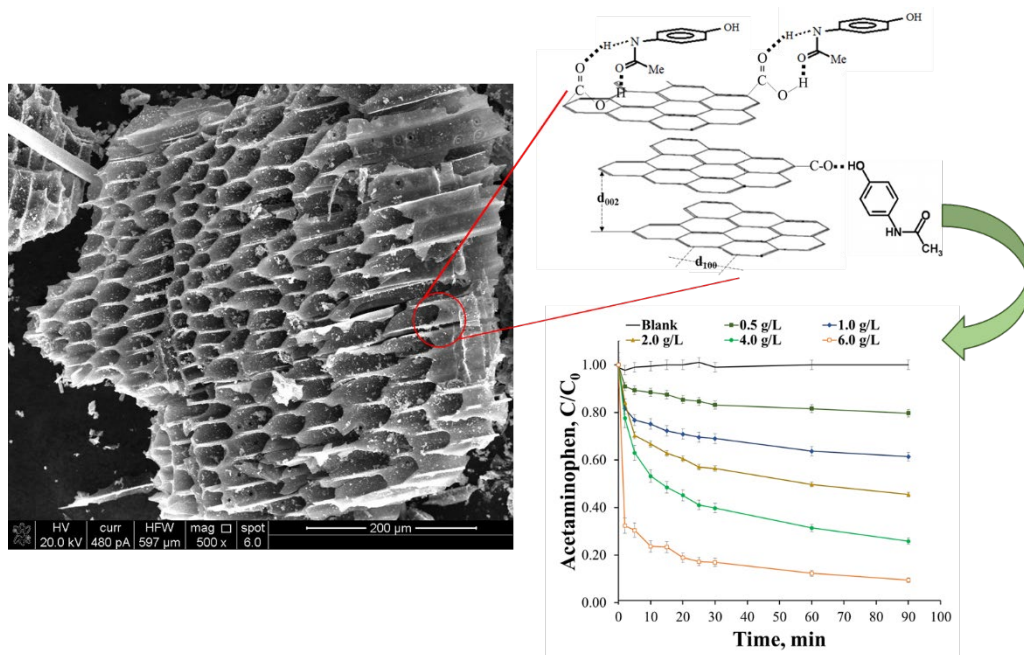 HV curr HFW mag □ spot
20.0 kV 480 pA 597 µm 500 x 6.0
200 µm
H N OH
O O Me
C O H
H N OH
O O Me
C O H
C-O HO
d002
O
N
H CH3
d100
Blank 0.5 g/L 1.0 g/L
2.0 g/L 4.0 g/L 6.0 g/L
Acetaminophen, C/C0
1.00
0.80
0.60
0.40
0.20
0.00
0 10 20 30 40 50 60 70 80 90 100
Time, min